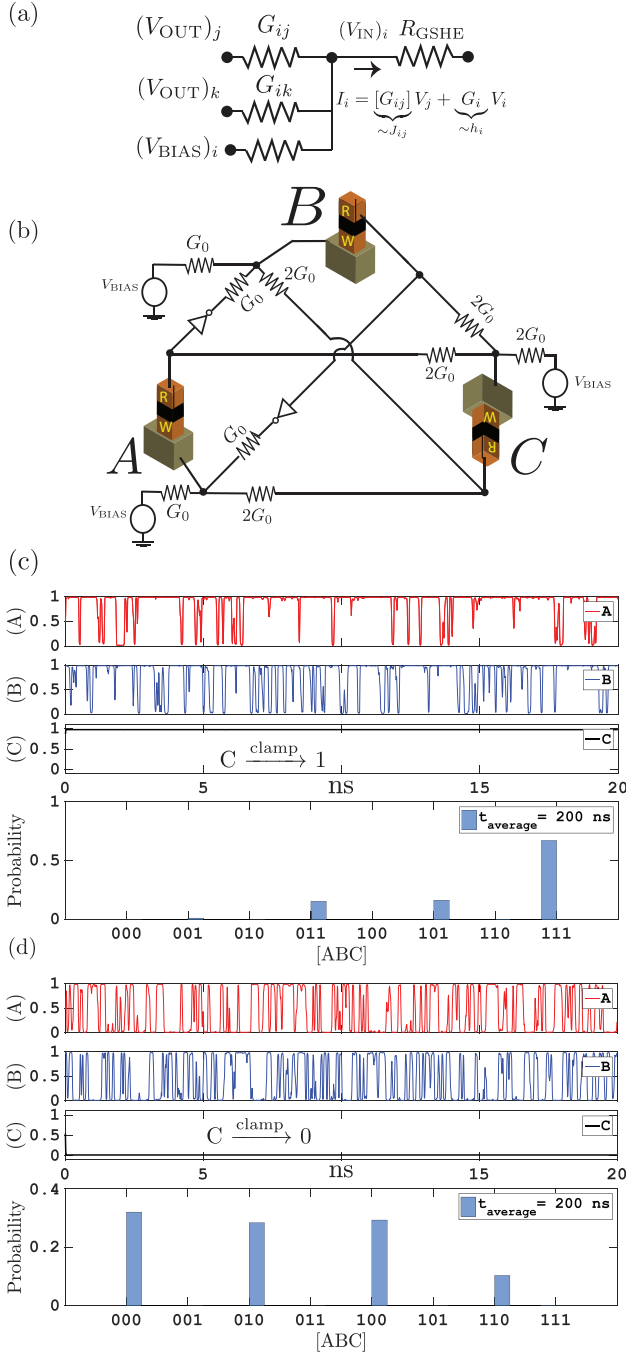 (a)
(V_OUT)_j G_ij (V_IN)_i R_GSHE
(V_OUT)_k G_ik I_i = [G_ij] V_j + G_i V_i
∼J_ij ∼h_i
(V_BIAS)_i
(b)
B
R
W
G_0 2G_0
V_BIAS G_0 2G_0
2G_0
2G_0
V_BIAS
R
W
A
G_0
W
R
C
V_BIAS
G_0 2G_0
(c)
(A) 1 0.5 0 A
(B) 1 0.5 0 B
(C) 1 0.5 0 C
C clamp→ 1
0 5 ns 15 20
Probability 1 0.5 0
t_average = 200 ns
000 001 010 011 100 101 110 111
[ABC]
(d)
(A) 1 0.5 0 A
(B) 1 0.5 0 B
(C) 1 0.5 0 C
C clamp→ 0
0 5 ns 15 20
Probability 0.4 0.2 0
t_average = 200 ns
000 001 010 011 100 101 110 111
[ABC]